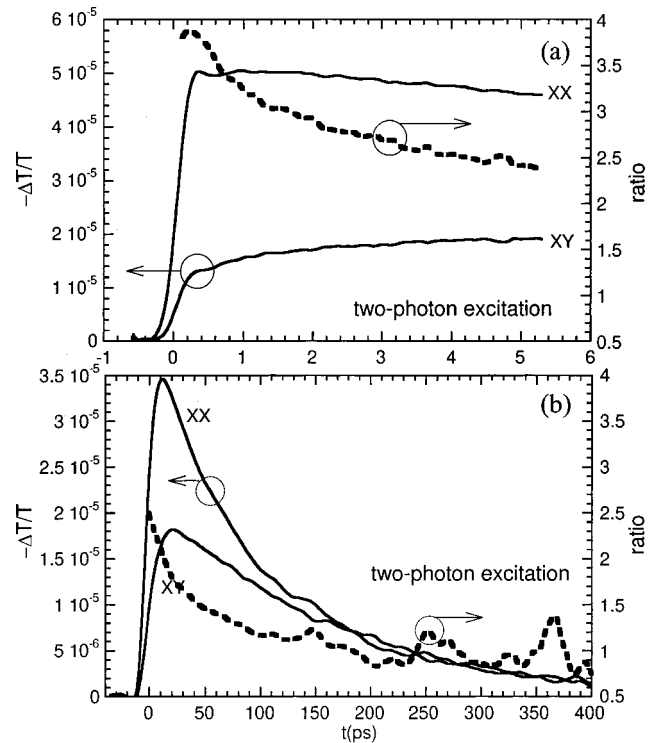 6 10⁻⁵
5 10⁻⁵
4 10⁻⁵
3 10⁻⁵
2 10⁻⁵
1 10⁻⁵
0
−ΔT/T
4
3.5
3
2.5
2
1.5
1
0.5
ratio
(a)
XX
XY
two-photon excitation
-1 0 1 2 3 4 5 6
3.5 10⁻⁵
3 10⁻⁵
2.5 10⁻⁵
2 10⁻⁵
1.5 10⁻⁵
1 10⁻⁵
5 10⁻⁶
0
−ΔT/T
4
3.5
3
2.5
2
1.5
1
0.5
ratio
(b)
XX
XY
two-photon excitation
0 50 100 150 200 250 300 350 400
t(ps)